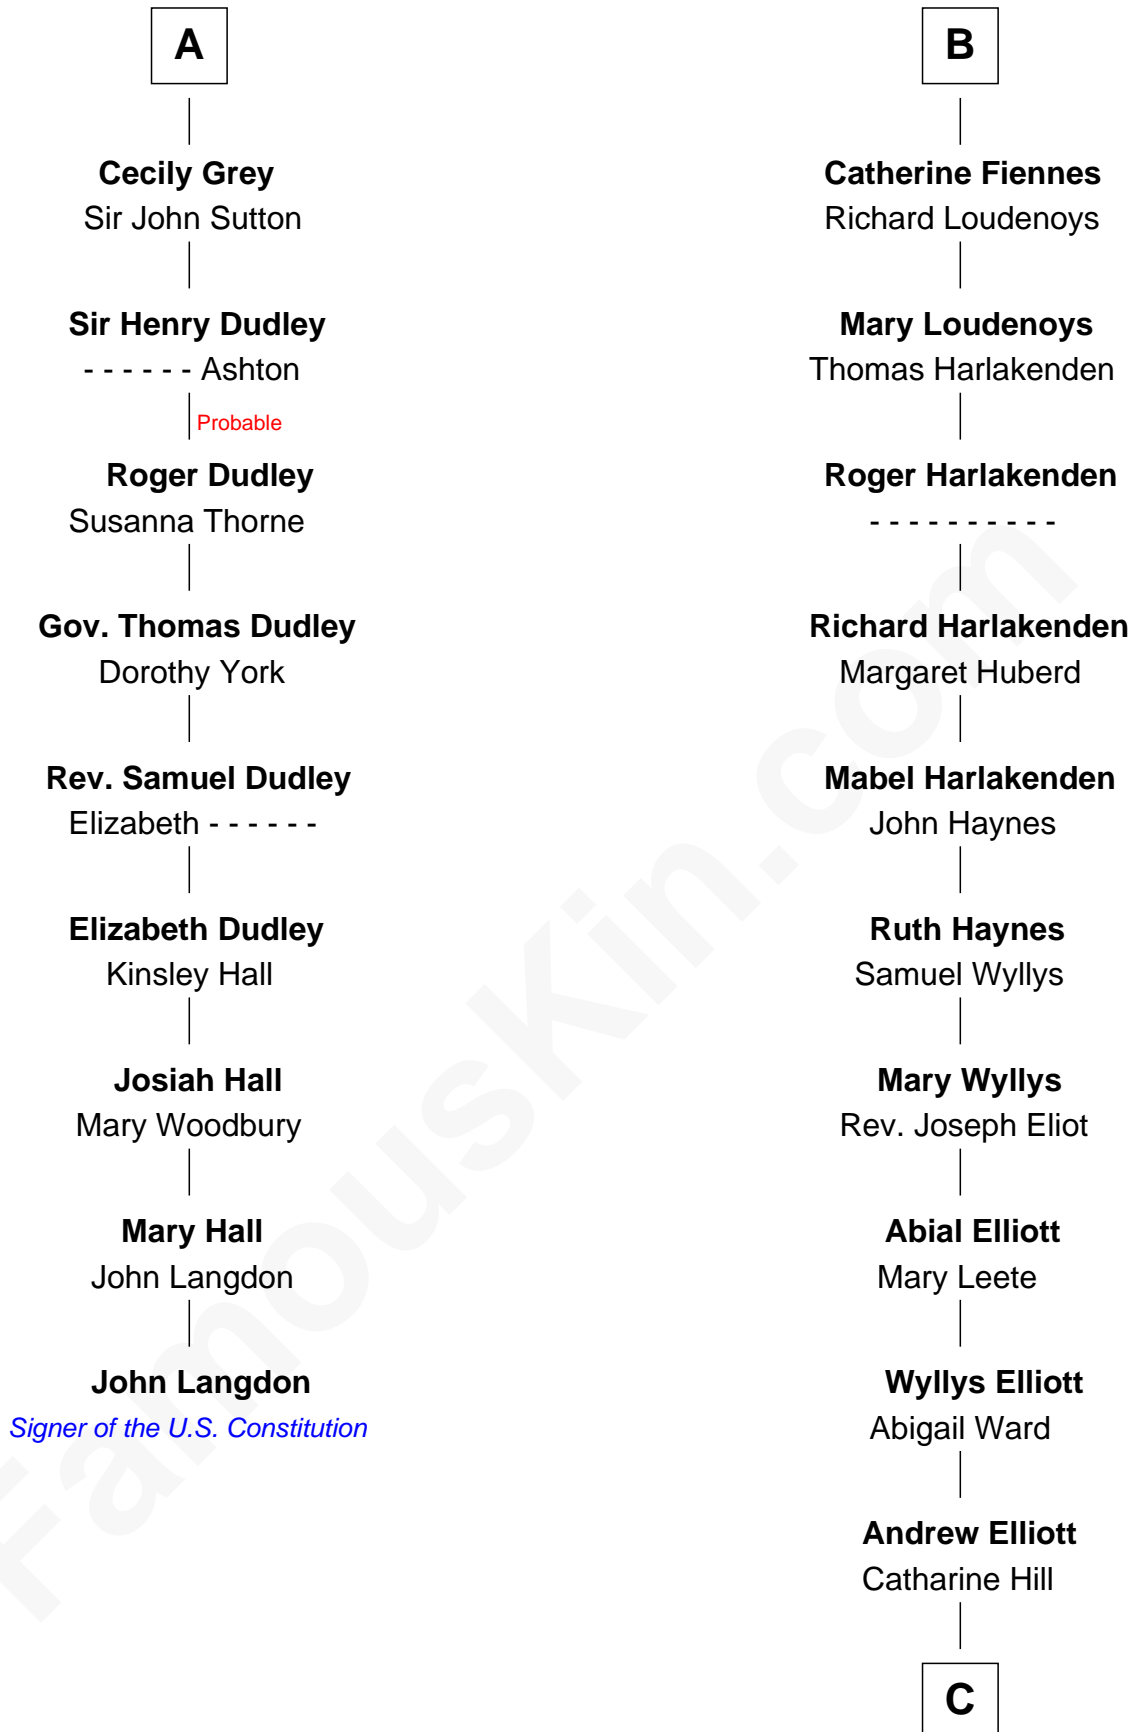 A
Cecily Grey
Sir John Sutton
Sir Henry Dudley
- - - - - - Ashton
Probable
Roger Dudley
Susanna Thorne
Gov. Thomas Dudley
Dorothy York
Rev. Samuel Dudley
Elizabeth - - - - - -
Elizabeth Dudley
Kinsley Hall
Josiah Hall
Mary Woodbury
Mary Hall
John Langdon
John Langdon
Signer of the U.S. Constitution
B
Catherine Fiennes
Richard Loudenoys
Mary Loudenoys
Thomas Harlakenden
Roger Harlakenden
- - - - - - - - - -
Richard Harlakenden
Margaret Huberd
Mabel Harlakenden
John Haynes
Ruth Haynes
Samuel Wyllys
Mary Wyllys
Rev. Joseph Eliot
Abial Elliott
Mary Leete
Wyllys Elliott
Abigail Ward
Andrew Elliott
Catharine Hill
C
FamousKin.com